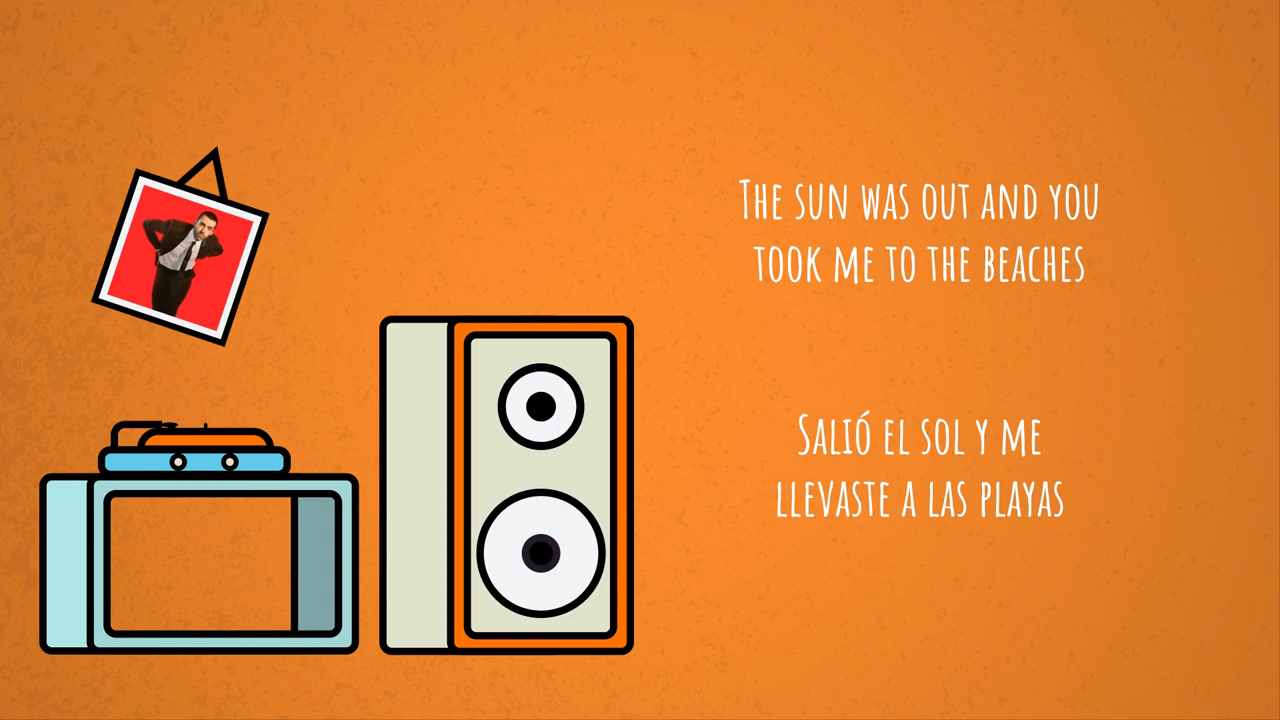 The sun was out and you
took me to the beaches
Salió el sol y me
llevaste a las playas